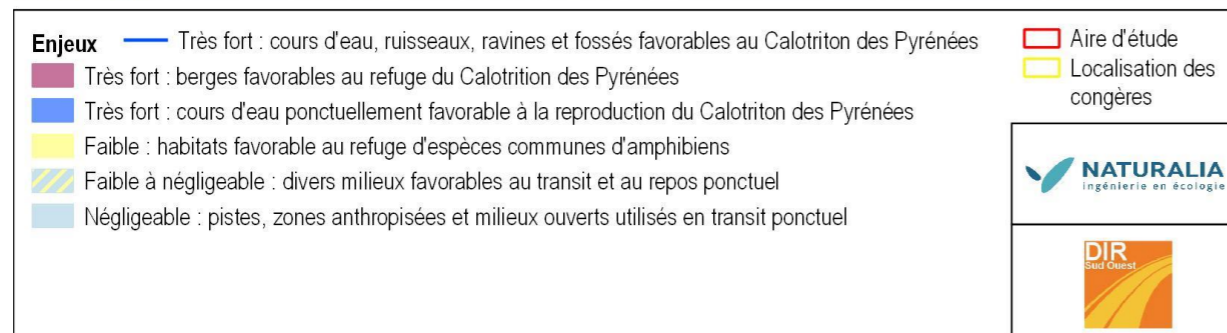 Enjeux Très fort : cours d'eau, ruisseaux, ravines et fossés favorables au Calotriton des Pyrénées
Très fort : berges favorables au refuge du Calotrition des Pyrénées
Très fort : cours d'eau ponctuellement favorable à la reproduction du Calotriton des Pyrénées
Faible : habitats favorable au refuge d'espèces communes d'amphibiens
Faible à négligeable : divers milieux favorables au transit et au repos ponctuel
Négligeable : pistes, zones anthropisées et milieux ouverts utilisés en transit ponctuel
Aire d'étude
Localisation des
congères
NATURALIA
ingénierie en écologie
DIR
Sud Ouest